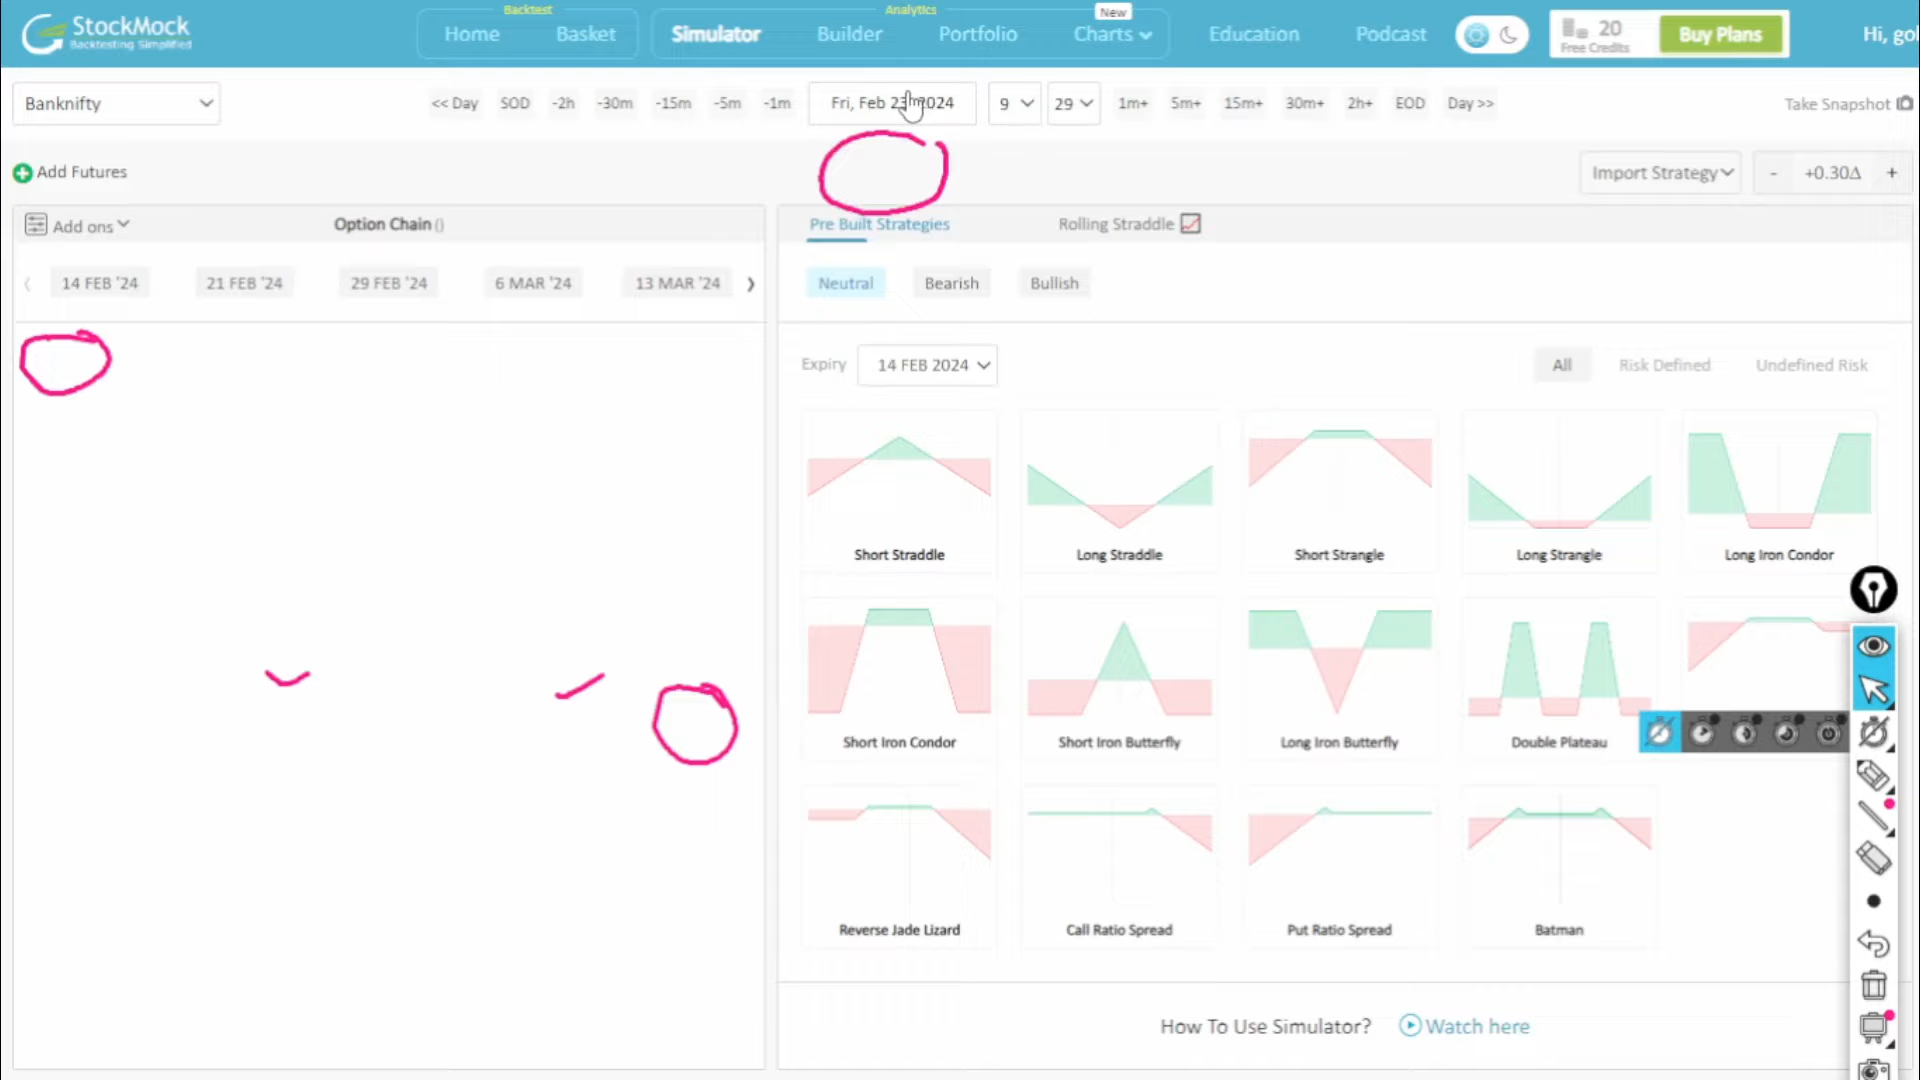 StockMock
Backtesting Simplified
Backtest
Home
Basket
Analytics
Simulator
Builder
Portfolio
New
Charts
Education
Podcast
20
Free Credits
Buy Plans
Hi, gol
Banknifty
<< Day
SOD
-2h
-30m
-15m
-5m
-1m
Fri, Feb 23 2024
9
29
1m+
5m+
15m+
30m+
2h+
EOD
Day >>
Take Snapshot
Add Futures
Import Strategy
-
+0.30Δ
+
Add ons
Option Chain ()
Pre Built Strategies
Rolling Straddle
14 FEB '24
21 FEB '24
29 FEB '24
6 MAR '24
13 MAR '24
Neutral
Bearish
Bullish
Expiry
14 FEB 2024
All
Risk Defined
Undefined Risk
Short Straddle
Long Straddle
Short Strangle
Long Strangle
Long Iron Condor
Short Iron Condor
Short Iron Butterfly
Long Iron Butterfly
Double Plateau
Reverse Jade Lizard
Call Ratio Spread
Put Ratio Spread
Batman
How To Use Simulator?
Watch here